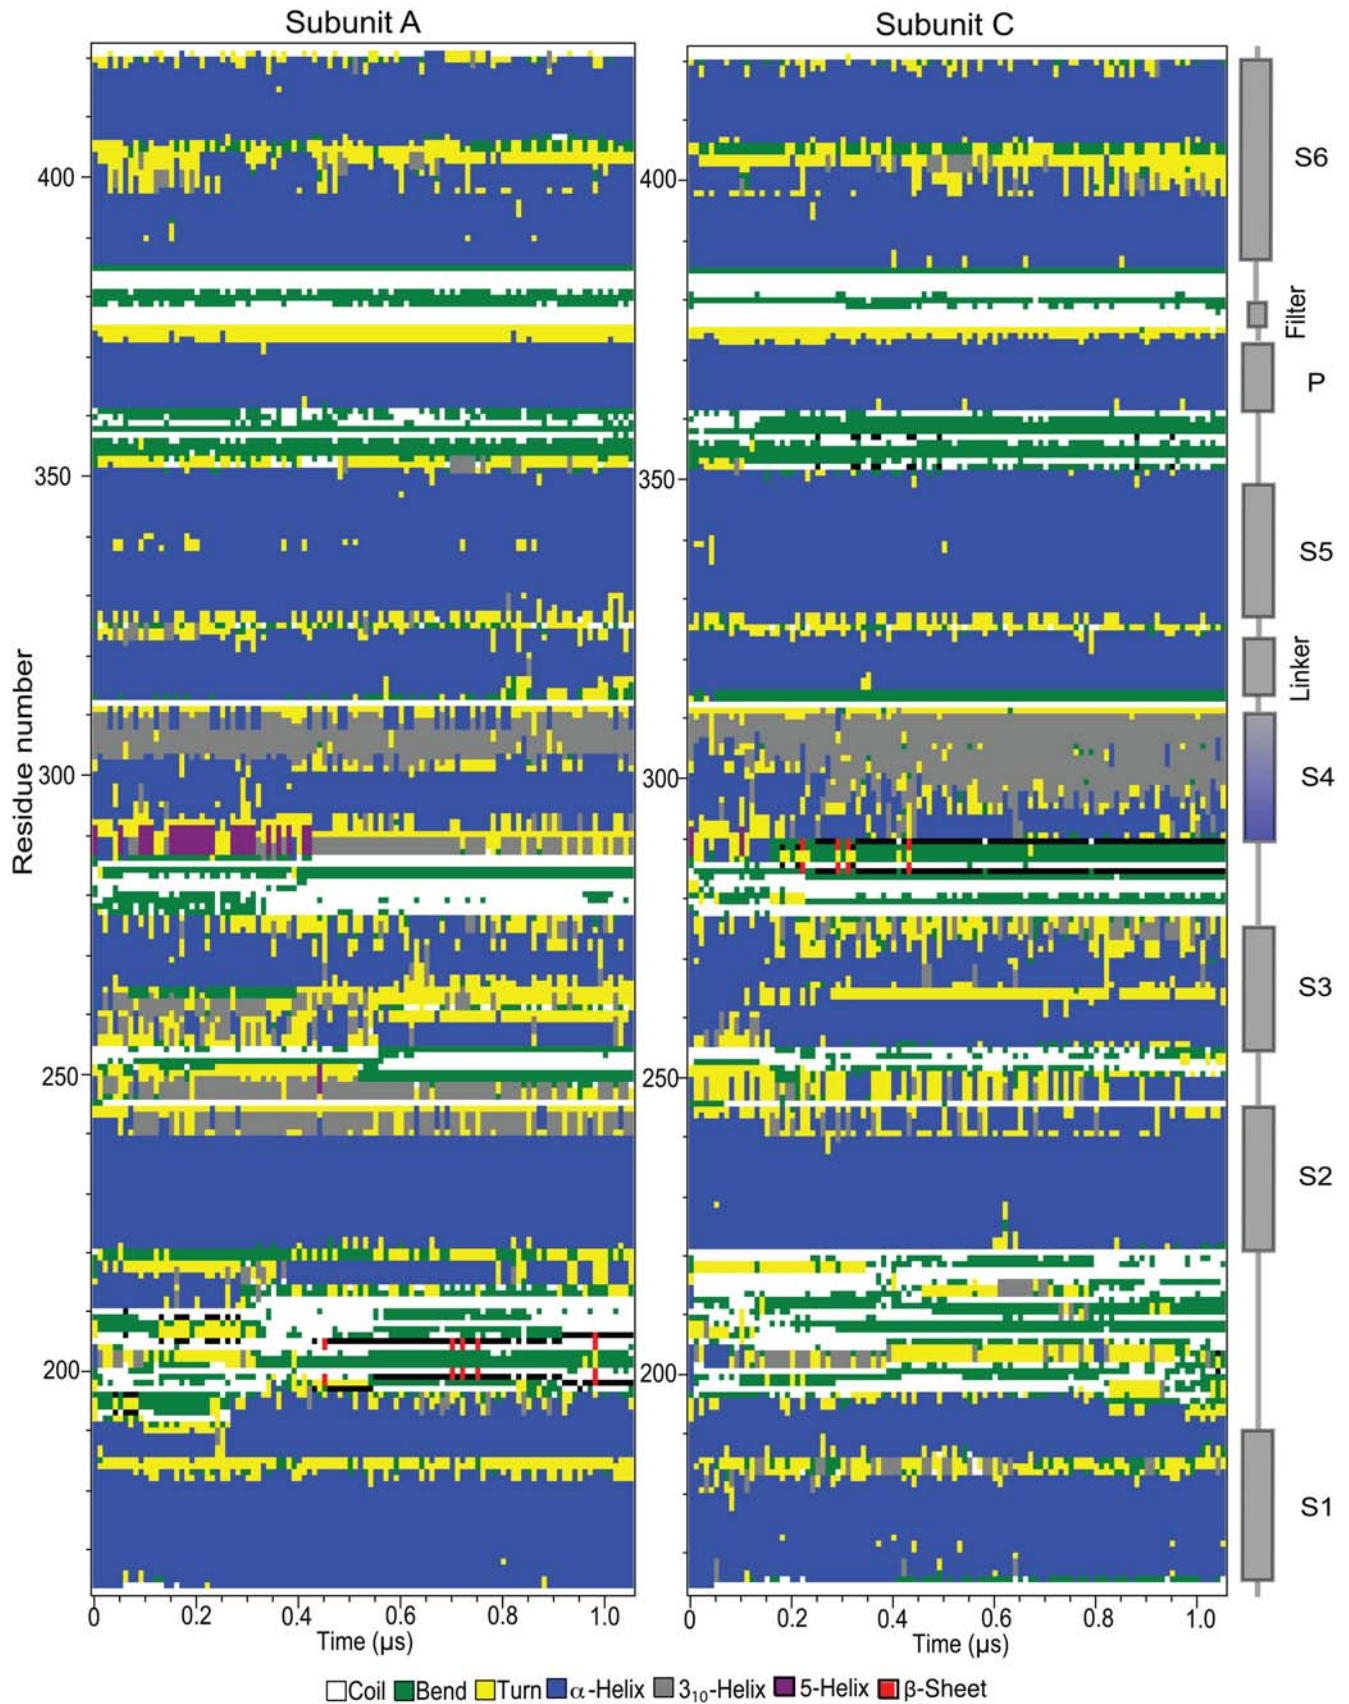 Subunit A
Subunit C
Residue number
400
350
300
250
200
0 0.2 0.4 0.6 0.8 1.0
Time (µs)
400
350
300
250
200
0 0.2 0.4 0.6 0.8 1.0
Time (µs)
S6
Filter
P
S5
Linker
S4
S3
S2
S1
Coil Bend Turn α-Helix 3₁₀-Helix 5-Helix β-Sheet